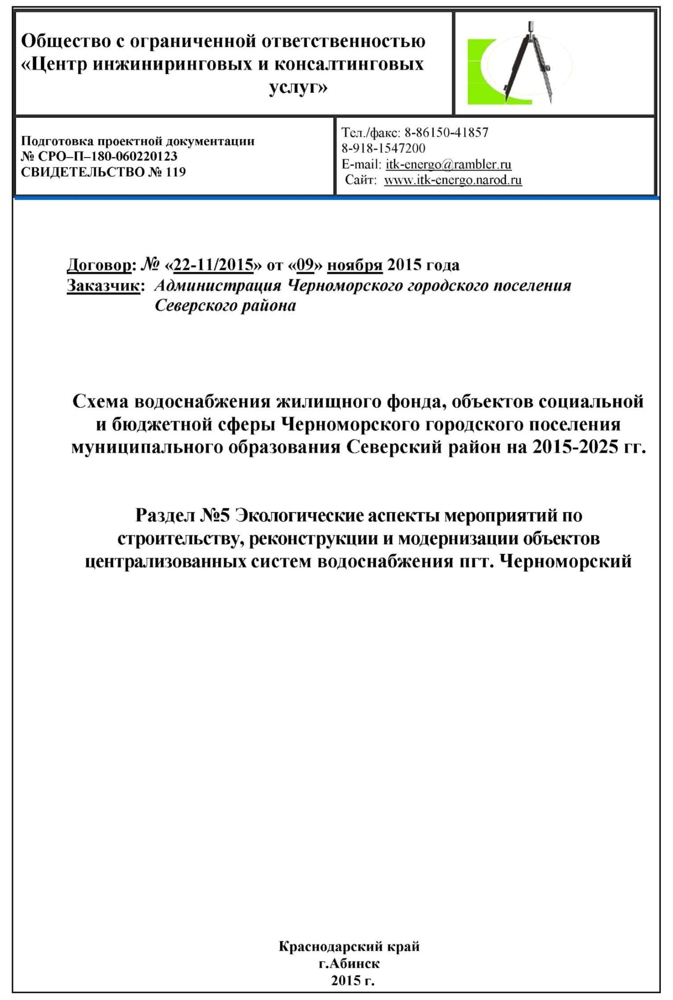 Общество с ограниченной ответственностью
«Центр инжиниринговых и консалтинговых
услуг»
Подготовка проектной документации
№ СРО–П–180-060220123
СВИДЕТЕЛЬСТВО № 119
Тел./факс: 8-86150-41857
8-918-1547200
E-mail: itk-energo@rambler.ru
Сайт: www.itk-energo.narod.ru
Договор: № «22-11/2015» от «09» ноября 2015 года
Заказчик: Администрация Черноморского городского поселения
Северского района
Схема водоснабжения жилищного фонда, объектов социальной
и бюджетной сферы Черноморского городского поселения
муниципального образования Северский район на 2015-2025 гг.
Раздел №5 Экологические аспекты мероприятий по
строительству, реконструкции и модернизации объектов
централизованных систем водоснабжения пгт. Черноморский
Краснодарский край
г.Абинск
2015 г.